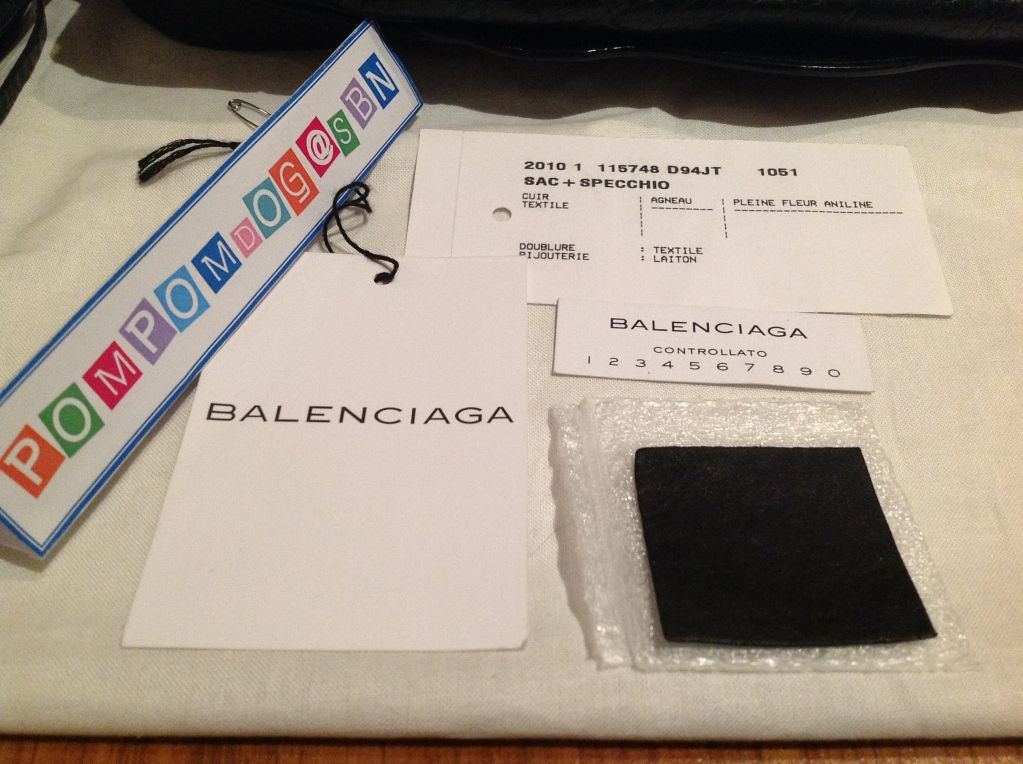 POMPOMDOG@SBN
2010 1 115748 D94JT 1051
SAC + SPECCHIO
CUIR : AGNEAU : PLEINE FLEUR ANILINE
TEXTILE
DOUBLURE : TEXTILE
BIJOUTERIE : LAITON
BALENCIAGA
CONTROLLATO
1 2 3 4 5 6 7 8 9 0
BALENCIAGA